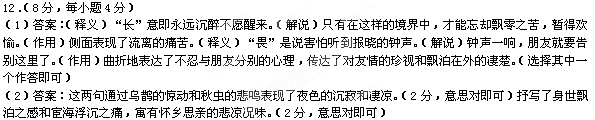 12.(8分，每小题4分)
(1)答案：(释义)“长”意即永远沉醉不愿醒来。(解说)只有在这样的境界中，才能忘却飘零之苦，暂得欢
愉。(作用)侧面表现了流离的痛苦。(释义)“畏”是说害怕听到报晓的钟声。(解说)钟声一响，朋友就要告
别这里了。(作用)曲折地表达了不忍与朋友分别的心理，传达了对友情的珍视和飘泊在外的凄楚。(选择其中一
个作答即可)
(2)答案：这两句通过乌鹊的惊动和秋虫的悲鸣表现了夜色的沉寂和凄凉。(2分，意思对即可)抒写了身世飘
泊之感和宦海浮沉之痛，寓有怀乡思亲的悲凉况味。(2分，意思对即可)